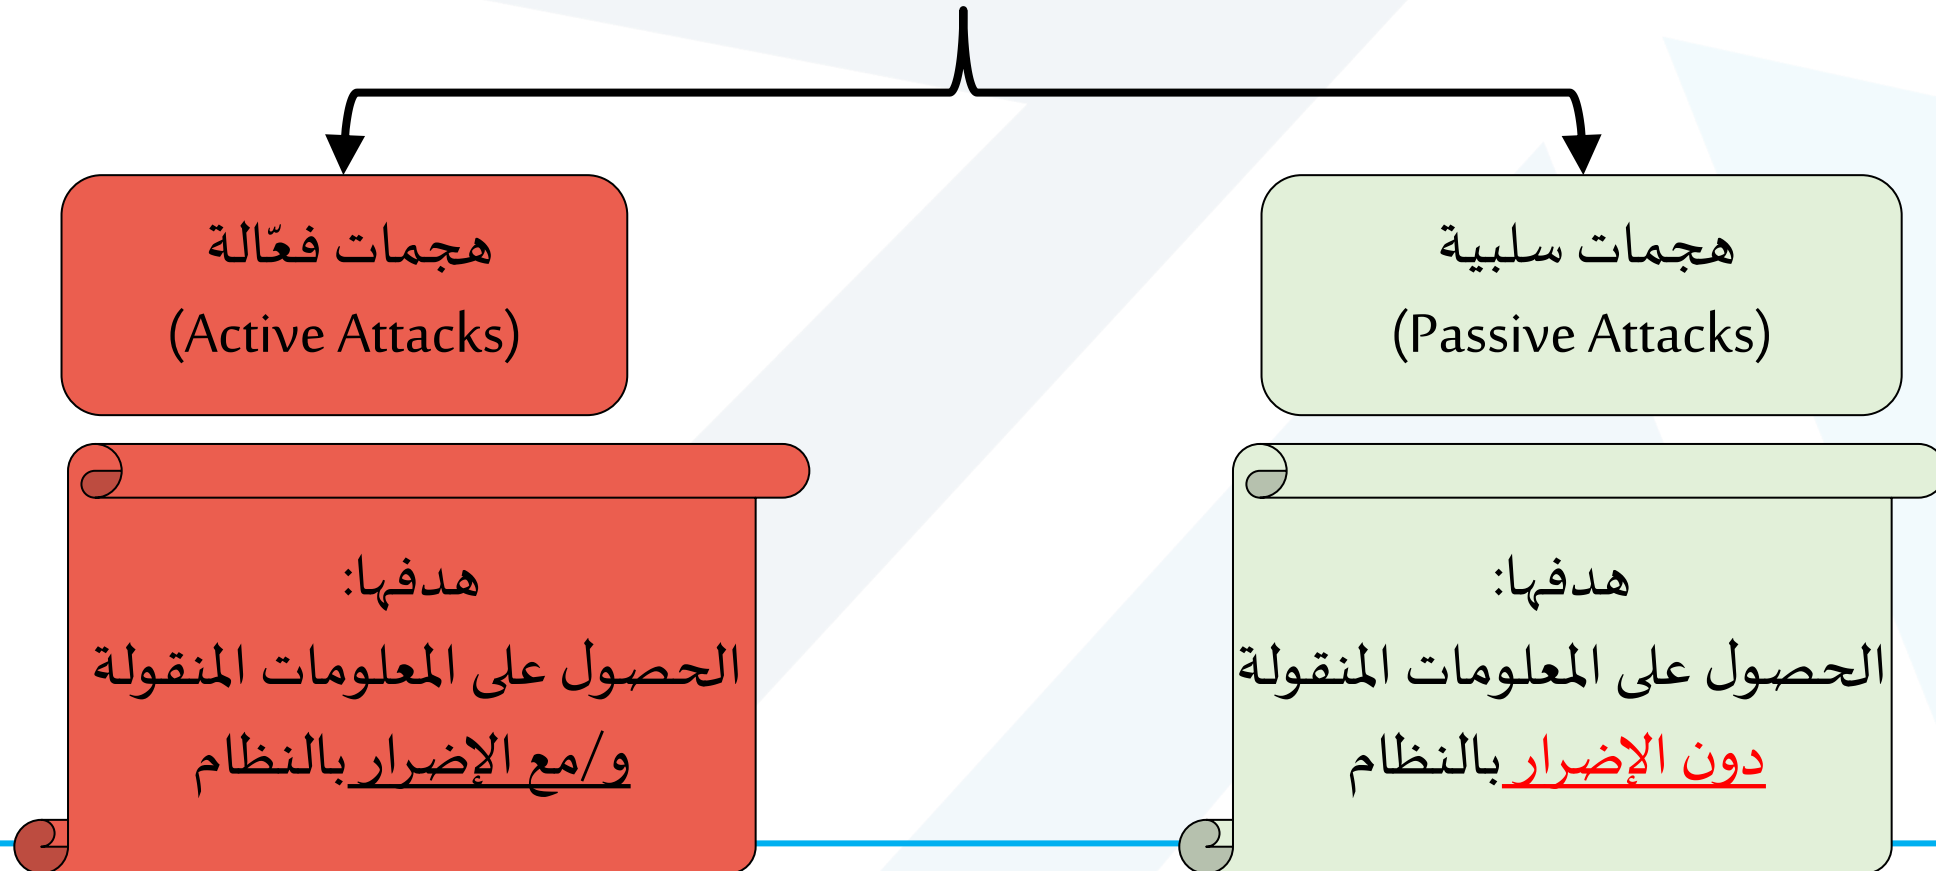 هجمات سلبية
(Passive Attacks)
هدفها:
الحصول على المعلومات المنقولة
دون الإضرار بالنظام
هجمات فعّالة
(Active Attacks)
هدفها:
الحصول على المعلومات المنقولة
و/مع الإضرار بالنظام